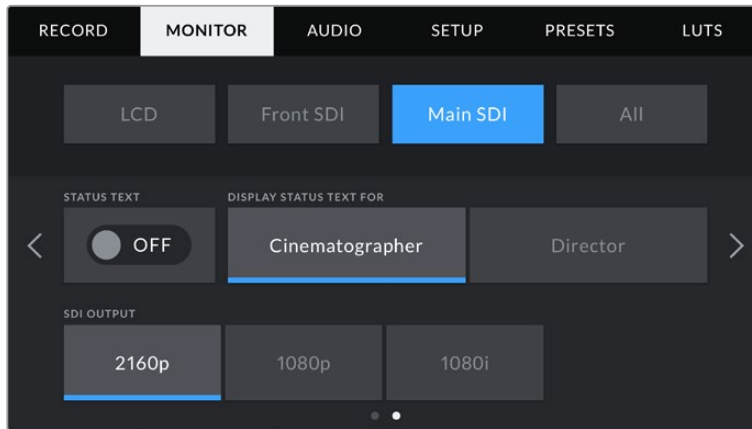 RECORD MONITOR AUDIO SETUP PRESETS LUTS
LCD Front SDI Main SDI All
STATUS TEXT DISPLAY STATUS TEXT FOR
OFF Cinematographer Director
SDI OUTPUT
2160p 1080p 1080i